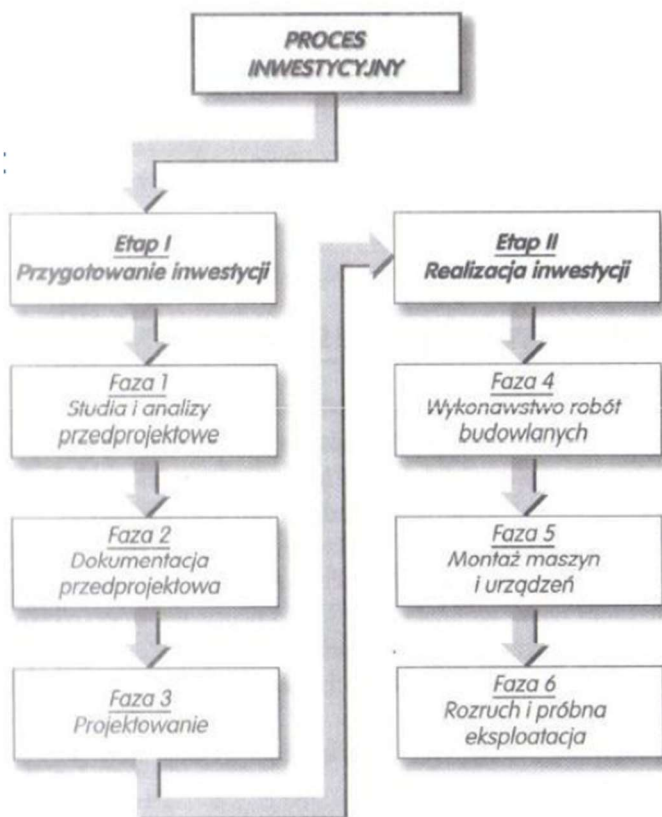 PROCES
INWESTYCYJNY
Etap I
Przygotowanie inwestycji
Faza 1
Studia i analizy
przedprojektowe
Faza 2
Dokumentacja
przedprojektowa
Faza 3
Projektowanie
Etap II
Realizacja inwestycji
Faza 4
Wykonawstwo robót
budowlanych
Faza 5
Montaż maszyn
i urządzeń
Faza 6
Rozruch i próbna
eksploatacja